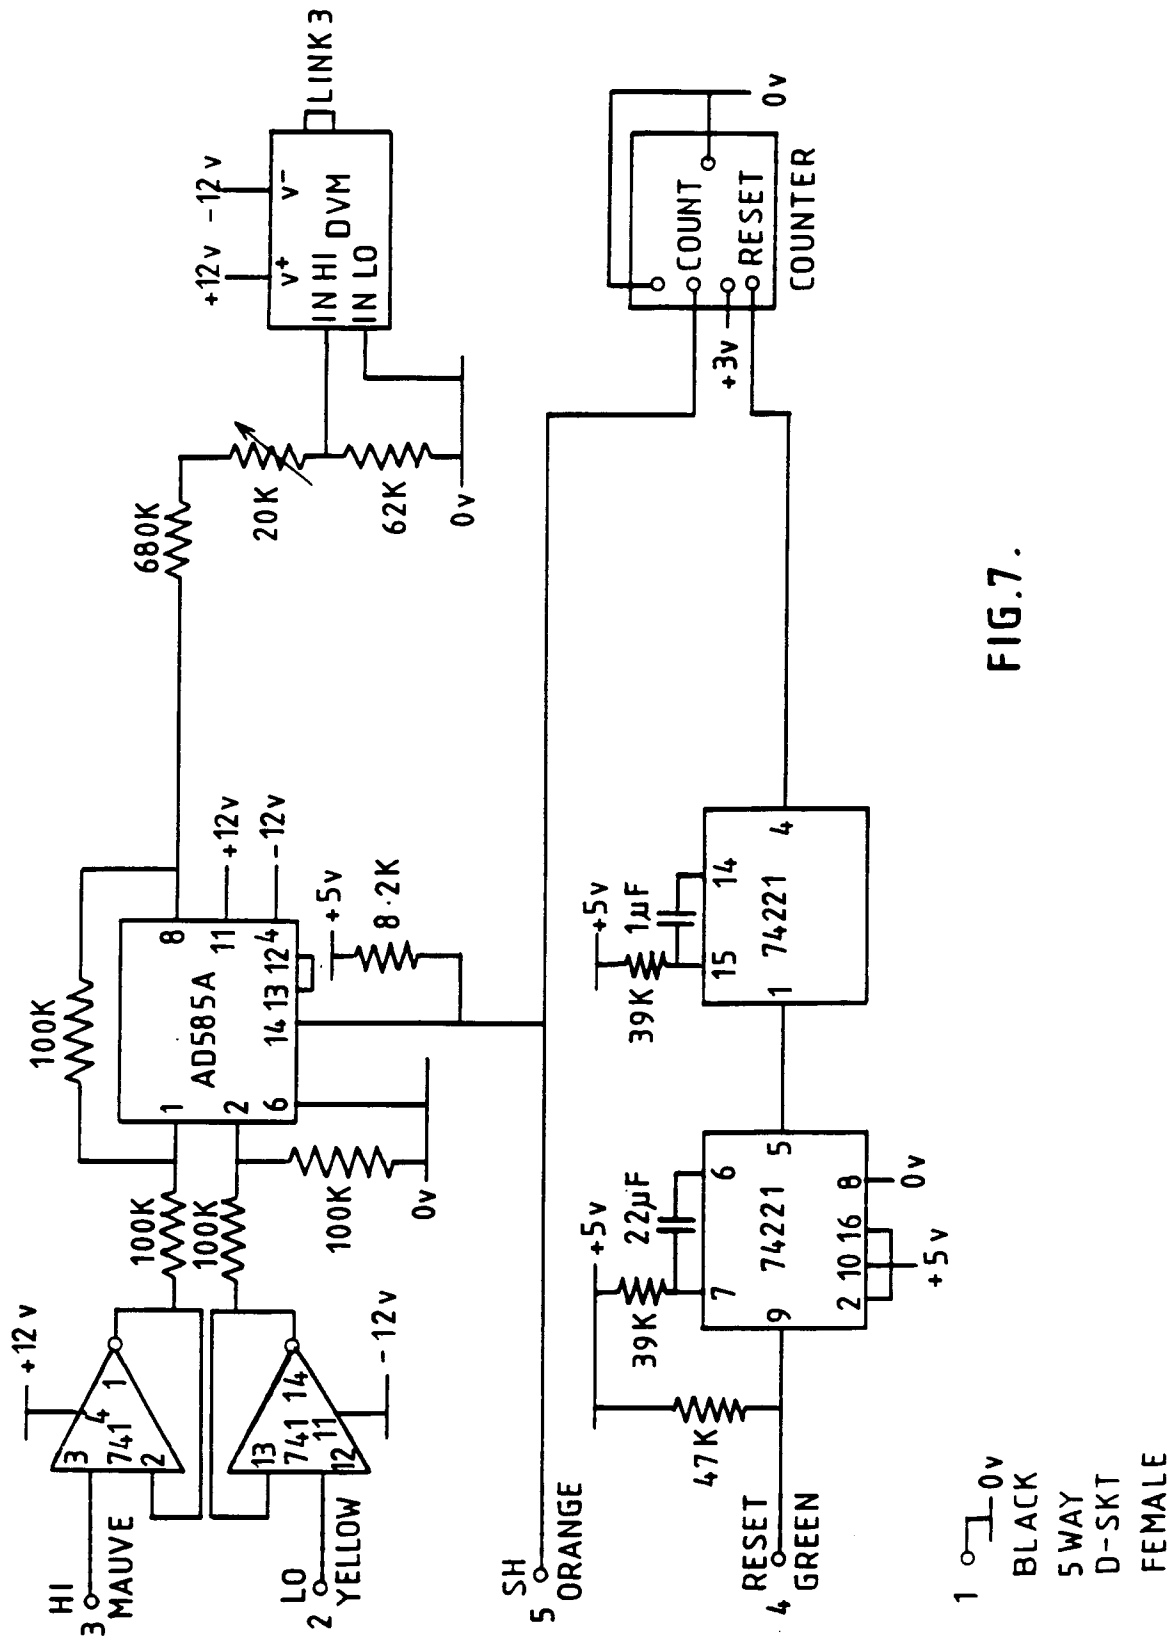 HI
3
MAUVE
3
741
2
4
1
+12v
LO
2
YELLOW
13
741
12
11
14
-12v
100K
100K
100K
0v
100K
1
2
6
AD585A
14
13
12
8
11
4
+12v
-12v
+5v
8·2K
680K
20K
62K
0v
+12v
-12v
V+
V-
IN HI
DVM
IN LO
LINK 3
SH
5
ORANGE
RESET
4
GREEN
47K
+5v
39K
22µF
7
6
9
74221
5
2
10
16
8
+5v
0v
+5v
39K
1µF
15
14
1
74221
4
+3v
COUNT
RESET
COUNTER
0v
1
0v
BLACK
5WAY
D-SKT
FEMALE
FIG.7.